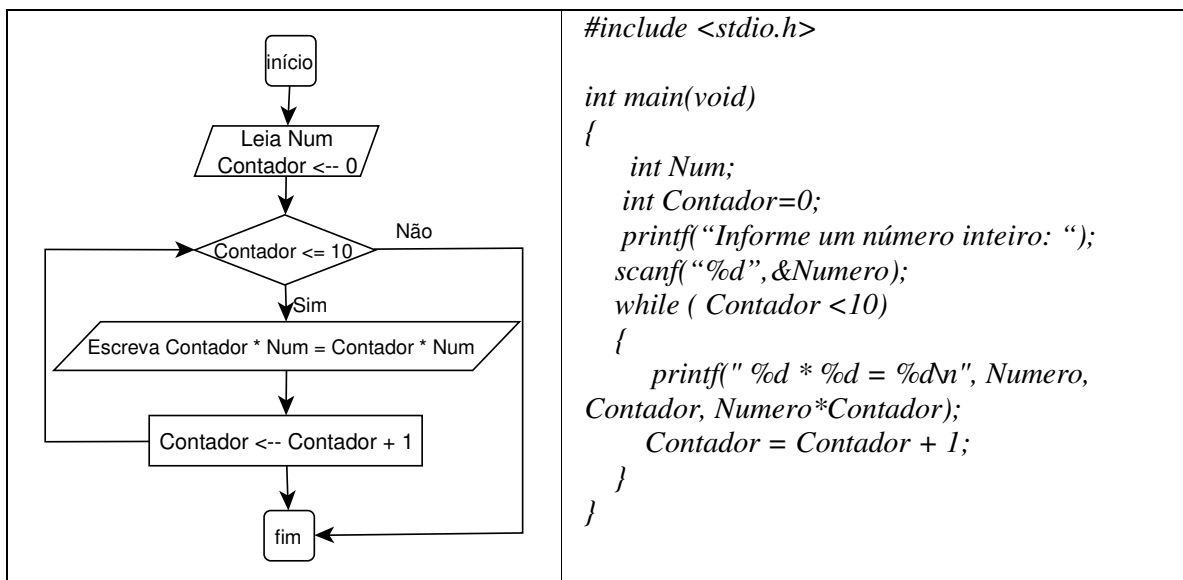 início
Leia Num
Contador <-- 0
Contador <= 10
Não
Sim
Escreva Contador * Num = Contador * Num
Contador <-- Contador + 1
fim
#include <stdio.h>
int main(void)
{
int Num;
int Contador=0;
printf(“Informe um número inteiro: “);
scanf(“%d”,&Numero);
while ( Contador <10)
{
printf(" %d * %d = %d\n", Numero,
Contador, Numero*Contador);
Contador = Contador + 1;
}
}